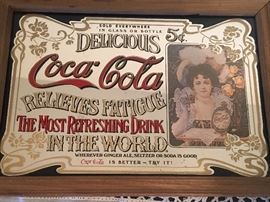 SOLD EVERYWHERE
IN GLASS OR BOTTLE
DELICIOUS 5¢
Coca-Cola
RELIEVES FATIGUE
THE MOST REFRESHING DRINK
IN THE WORLD
WHEREVER GINGER ALE, SELTZER OR SODA IS GOOD
Coca-Cola IS BETTER - TRY IT!